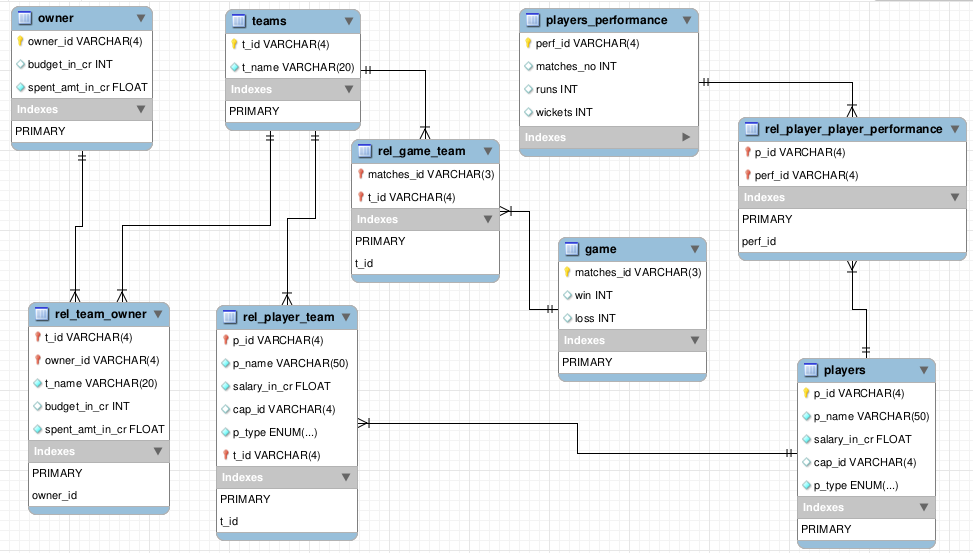 owner
owner_id VARCHAR(4)
budget_in_cr INT
spent_amt_in_cr FLOAT
Indexes
PRIMARY
teams
t_id VARCHAR(4)
t_name VARCHAR(20)
Indexes
PRIMARY
players_performance
perf_id VARCHAR(4)
matches_no INT
runs INT
wickets INT
Indexes
rel_player_player_performance
p_id VARCHAR(4)
perf_id VARCHAR(4)
Indexes
PRIMARY
perf_id
rel_game_team
matches_id VARCHAR(3)
t_id VARCHAR(4)
Indexes
PRIMARY
t_id
game
matches_id VARCHAR(3)
win INT
loss INT
Indexes
PRIMARY
rel_team_owner
t_id VARCHAR(4)
owner_id VARCHAR(4)
t_name VARCHAR(20)
budget_in_cr INT
spent_amt_in_cr FLOAT
Indexes
PRIMARY
owner_id
rel_player_team
p_id VARCHAR(4)
p_name VARCHAR(50)
salary_in_cr FLOAT
cap_id VARCHAR(4)
p_type ENUM(...)
t_id VARCHAR(4)
Indexes
PRIMARY
t_id
players
p_id VARCHAR(4)
p_name VARCHAR(50)
salary_in_cr FLOAT
cap_id VARCHAR(4)
p_type ENUM(...)
Indexes
PRIMARY